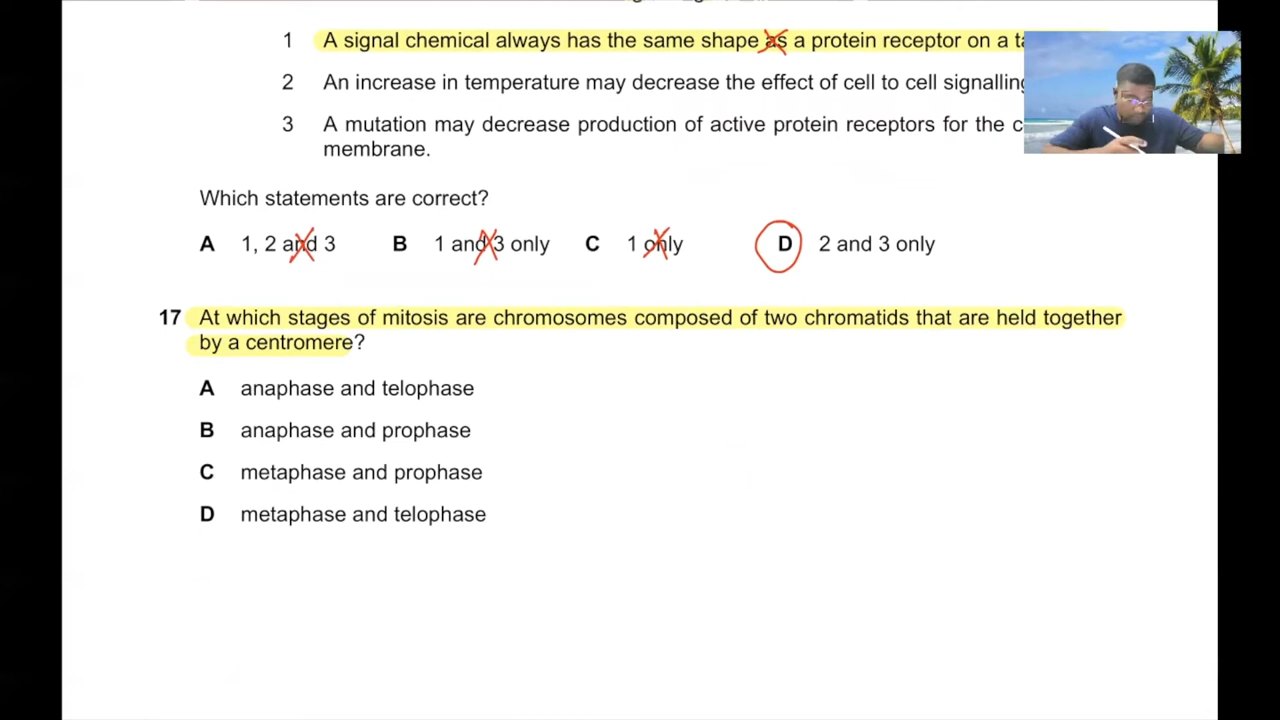 1 A signal chemical always has the same shape as a protein receptor on a
2 An increase in temperature may decrease the effect of cell to cell signalling
3 A mutation may decrease production of active protein receptors for the
membrane.
Which statements are correct?
A 1, 2 and 3 B 1 and 3 only C 1 only D 2 and 3 only
17 At which stages of mitosis are chromosomes composed of two chromatids that are held together
by a centromere?
A anaphase and telophase
B anaphase and prophase
C metaphase and prophase
D metaphase and telophase